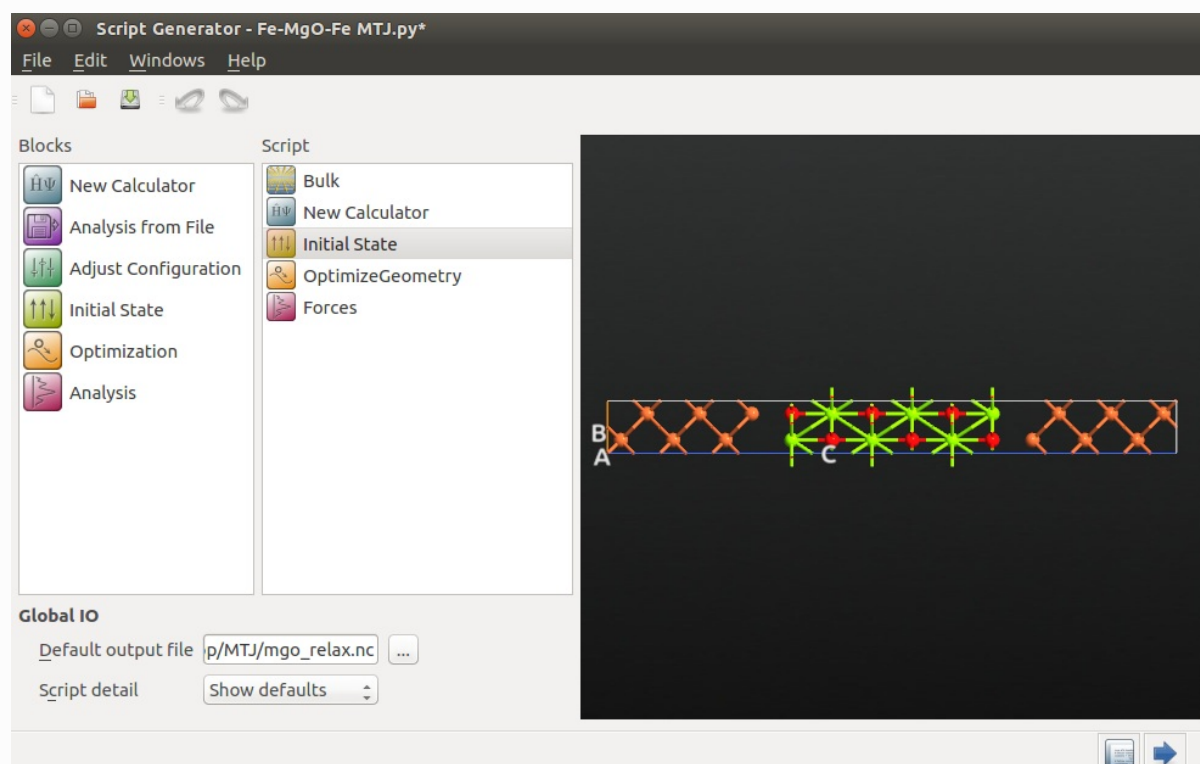 Script Generator - Fe-MgO-Fe MTJ.py*
File Edit Windows Help
Blocks
New Calculator
Analysis from File
Adjust Configuration
Initial State
Optimization
Analysis
Script
Bulk
New Calculator
Initial State
OptimizeGeometry
Forces
B
A
C
Global IO
Default output file p/MTJ/mgo_relax.nc ...
Script detail Show defaults